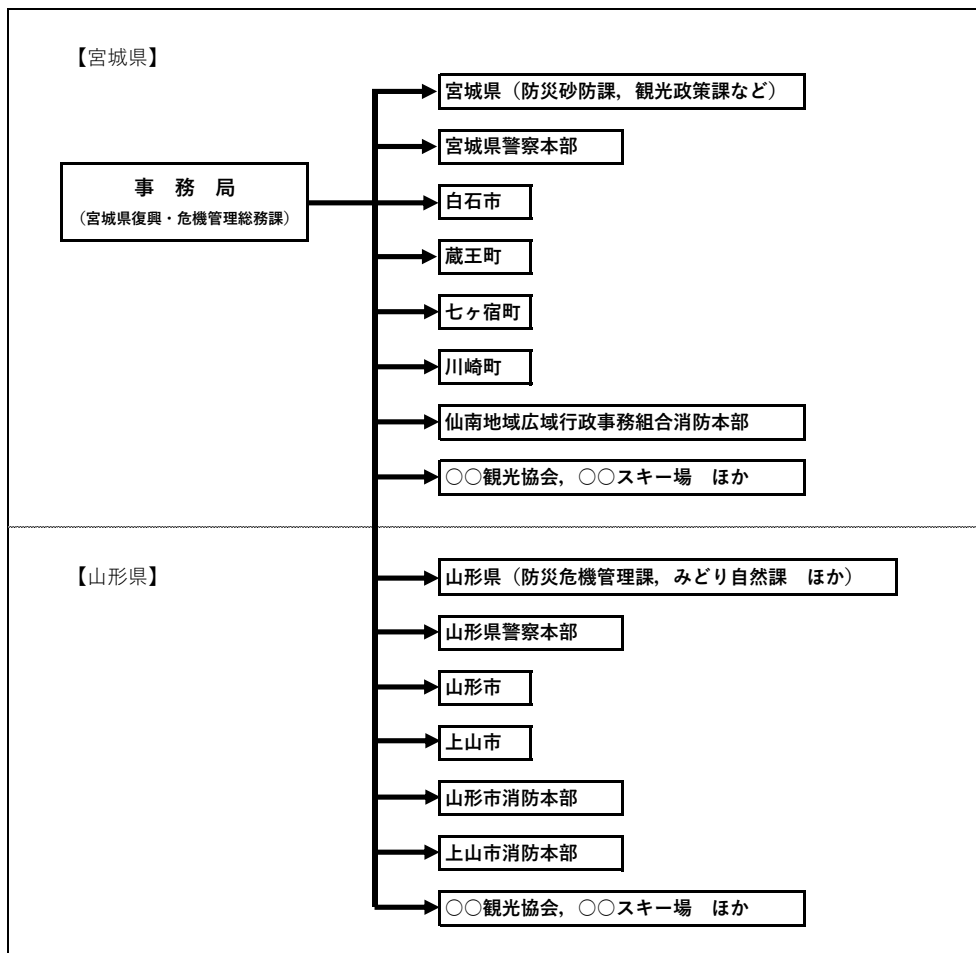 【宮城県】
宮城県（防災砂防課，観光政策課など）
宮城県警察本部
事　務　局
（宮城県復興・危機管理総務課）
白石市
蔵王町
七ヶ宿町
川崎町
仙南地域広域行政事務組合消防本部
○○観光協会，○○スキー場　ほか
【山形県】
山形県（防災危機管理課，みどり自然課　ほか）
山形県警察本部
山形市
上山市
山形市消防本部
上山市消防本部
○○観光協会，○○スキー場　ほか